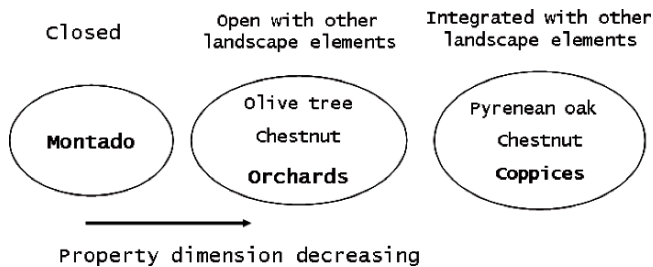 Closed
Open with other
landscape elements
Integrated with other
landscape elements
Montado
Olive tree
Chestnut
Orchards
Pyrenean oak
Chestnut
Coppices
Property dimension decreasing